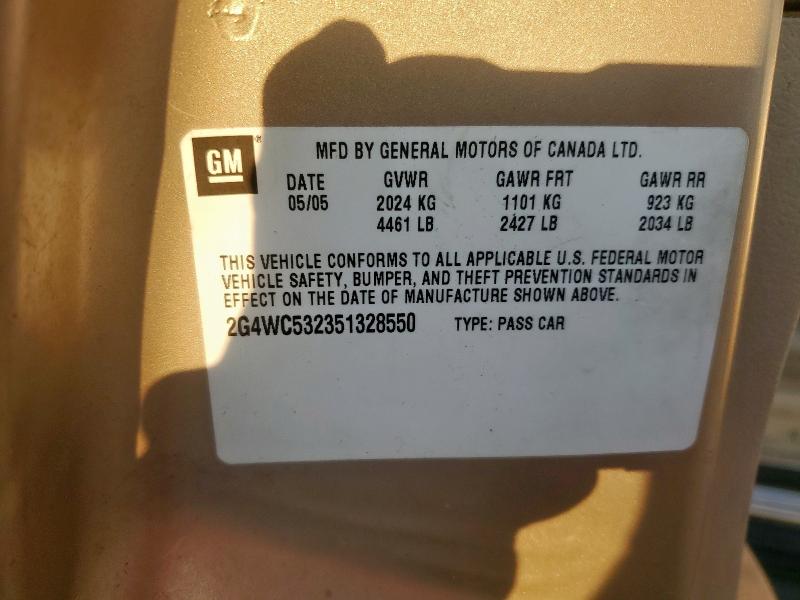 GM ®
MFD BY GENERAL MOTORS OF CANADA LTD.
DATE GVWR GAWR FRT GAWR RR
05/05 2024 KG 1101 KG 923 KG
4461 LB 2427 LB 2034 LB
THIS VEHICLE CONFORMS TO ALL APPLICABLE U.S. FEDERAL MOTOR
VEHICLE SAFETY, BUMPER, AND THEFT PREVENTION STANDARDS IN
EFFECT ON THE DATE OF MANUFACTURE SHOWN ABOVE.
2G4WC532351328550 TYPE: PASS CAR